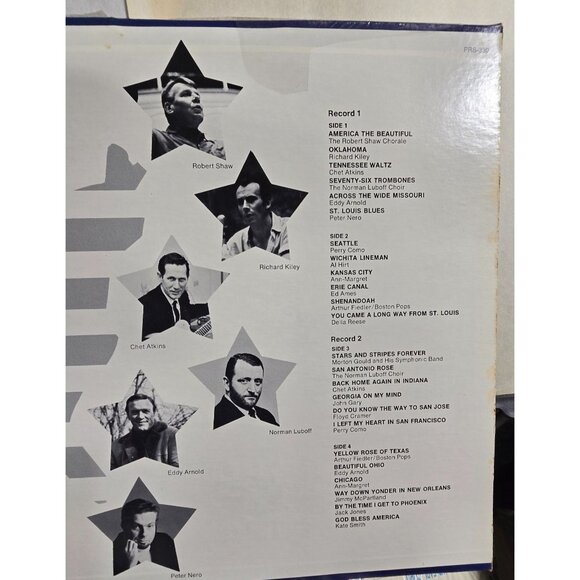 PRS-330
Robert Shaw
Richard Kiley
Chet Atkins
Norman Luboff
Eddy Arnold
Peter Nero
Record 1
SIDE 1
AMERICA THE BEAUTIFUL
The Robert Shaw Chorale
OKLAHOMA
Richard Kiley
TENNESSEE WALTZ
Chet Atkins
SEVENTY-SIX TROMBONES
The Norman Luboff Choir
ACROSS THE WIDE MISSOURI
Eddy Arnold
ST. LOUIS BLUES
Peter Nero
SIDE 2
SEATTLE
Perry Como
WICHITA LINEMAN
Al Hirt
KANSAS CITY
Ann-Margret
ERIE CANAL
Ed Ames
SHENANDOAH
Arthur Fiedler/Boston Pops
YOU CAME A LONG WAY FROM ST. LOUIS
Della Reese
Record 2
SIDE 3
STARS AND STRIPES FOREVER
Morton Gould and His Symphonic Band
SAN ANTONIO ROSE
The Norman Luboff Choir
BACK HOME AGAIN IN INDIANA
Chet Atkins
GEORGIA ON MY MIND
John Gary
DO YOU KNOW THE WAY TO SAN JOSE
Floyd Cramer
I LEFT MY HEART IN SAN FRANCISCO
Perry Como
SIDE 4
YELLOW ROSE OF TEXAS
Arthur Fiedler/Boston Pops
BEAUTIFUL OHIO
Eddy Arnold
CHICAGO
Ann-Margret
WAY DOWN YONDER IN NEW ORLEANS
Jimmy McPartland
BY THE TIME I GET TO PHOENIX
Jack Jones
GOD BLESS AMERICA
Kate Smith